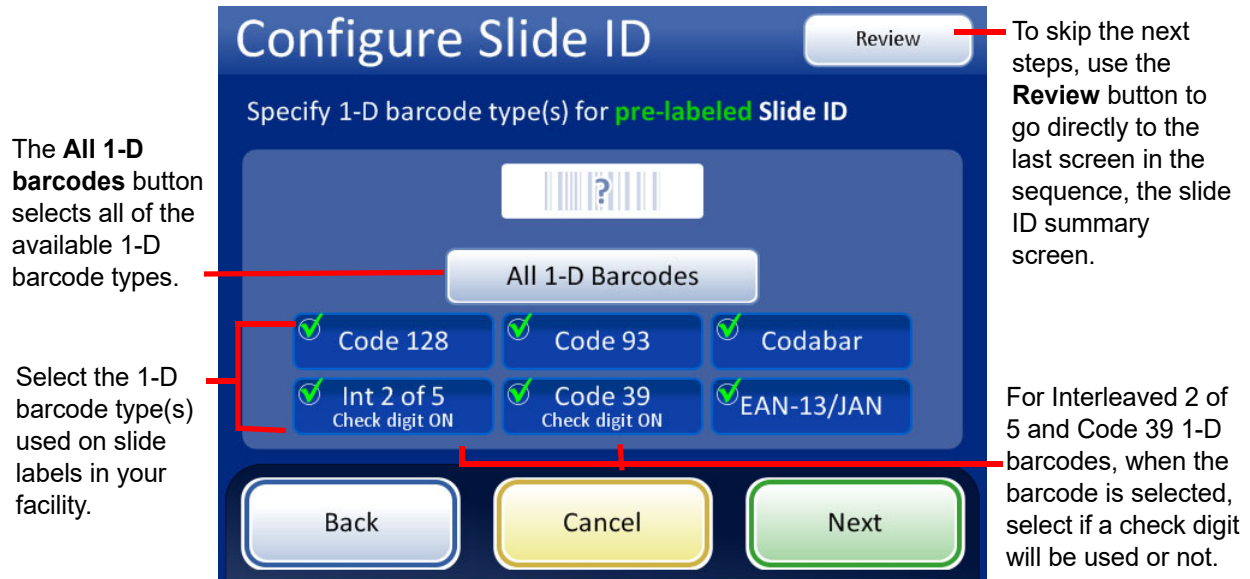 Configure Slide ID
Review
Specify 1-D barcode type(s) for pre-labeled Slide ID
?
All 1-D Barcodes
Code 128
Code 93
Codabar
Int 2 of 5
Check digit ON
Code 39
Check digit ON
EAN-13/JAN
Back
Cancel
Next
The All 1-D
barcodes button
selects all of the
available 1-D
barcode types.
Select the 1-D
barcode type(s)
used on slide
labels in your
facility.
To skip the next
steps, use the
Review button to
go directly to the
last screen in the
sequence, the slide
ID summary
screen.
For Interleaved 2 of
5 and Code 39 1-D
barcodes, when the
barcode is selected,
select if a check digit
will be used or not.